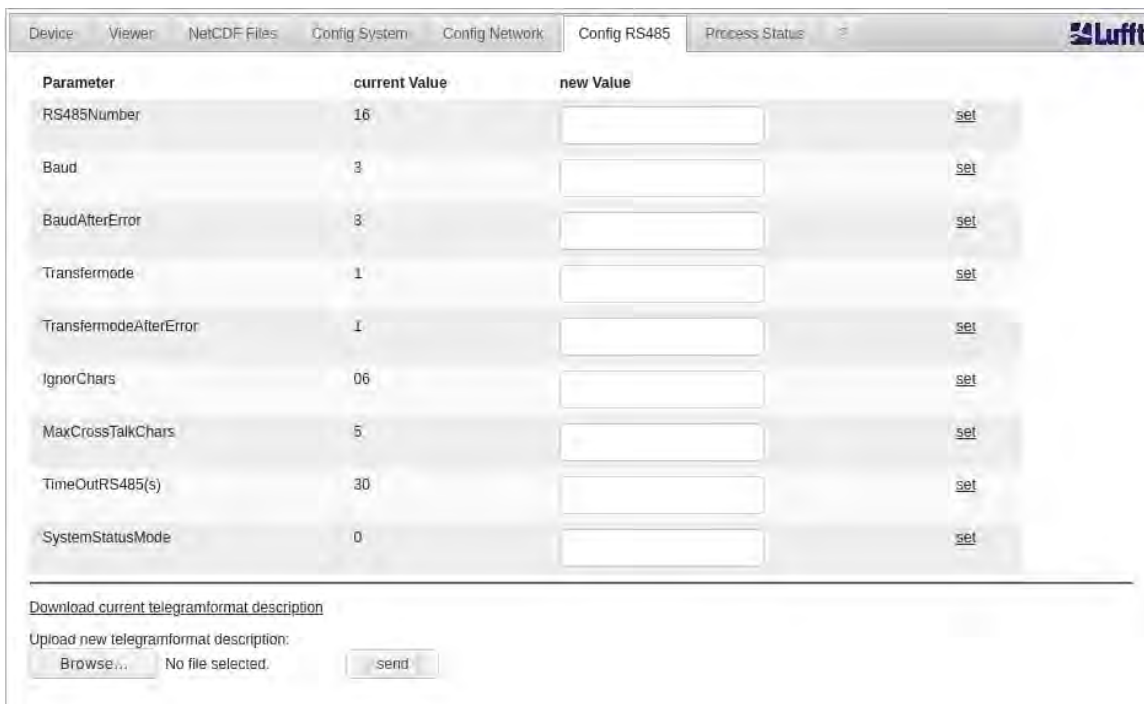 Device Viewer NetCDF Files Config System Config Network Config RS485 Process Status ? Lufft
Parameter current Value new Value
RS485Number 16 set
Baud 3 set
BaudAfterError 3 set
Transfermode 1 set
TransfermodeAfterError 1 set
IgnorChars 06 set
MaxCrossTalkChars 5 set
TimeOutRS485(s) 30 set
SystemStatusMode 0 set
Download current telegramformat description
Upload new telegramformat description:
Browse... No file selected. send